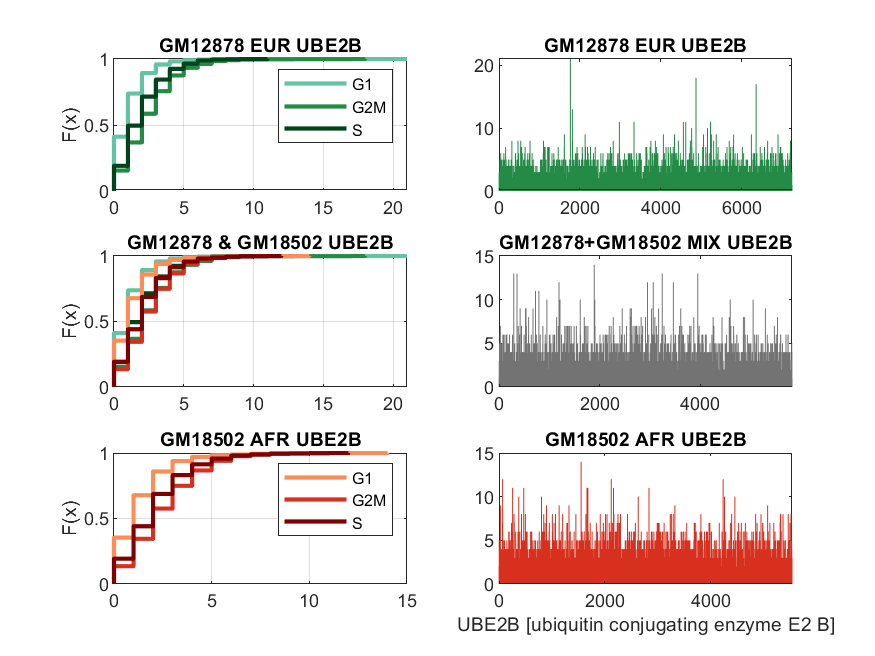 GM12878 EUR UBE2B
1
0.5
0
F(x)
0 5 10 15 20
G1
G2M
S
GM12878 EUR UBE2B
20
10
0
0 2000 4000 6000
GM12878 & GM18502 UBE2B
1
0.5
0
F(x)
0 5 10 15 20
GM12878+GM18502 MIX UBE2B
15
10
5
0
0 2000 4000
GM18502 AFR UBE2B
1
0.5
0
F(x)
0 5 10 15
G1
G2M
S
GM18502 AFR UBE2B
15
10
5
0
0 2000 4000
UBE2B [ubiquitin conjugating enzyme E2 B]